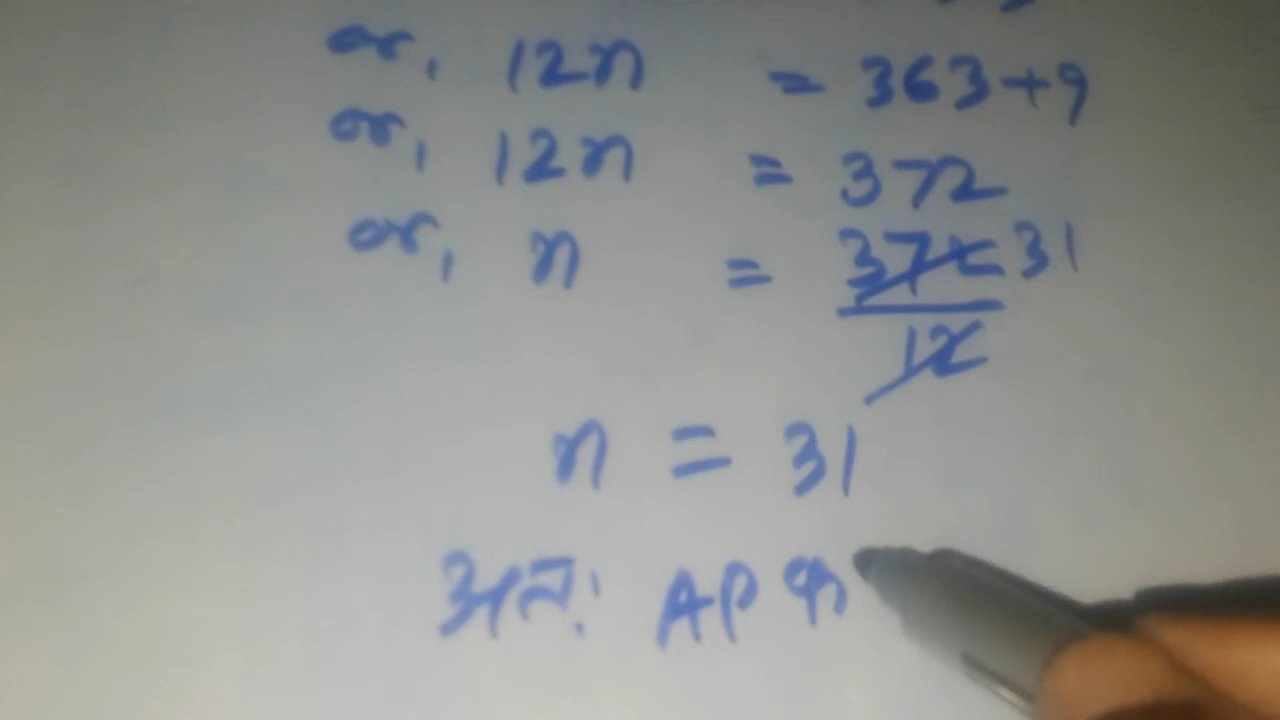 or, 12n = 363+9
or, 12n = 372
or, n = 372/12 31
n = 31
अतः AP क